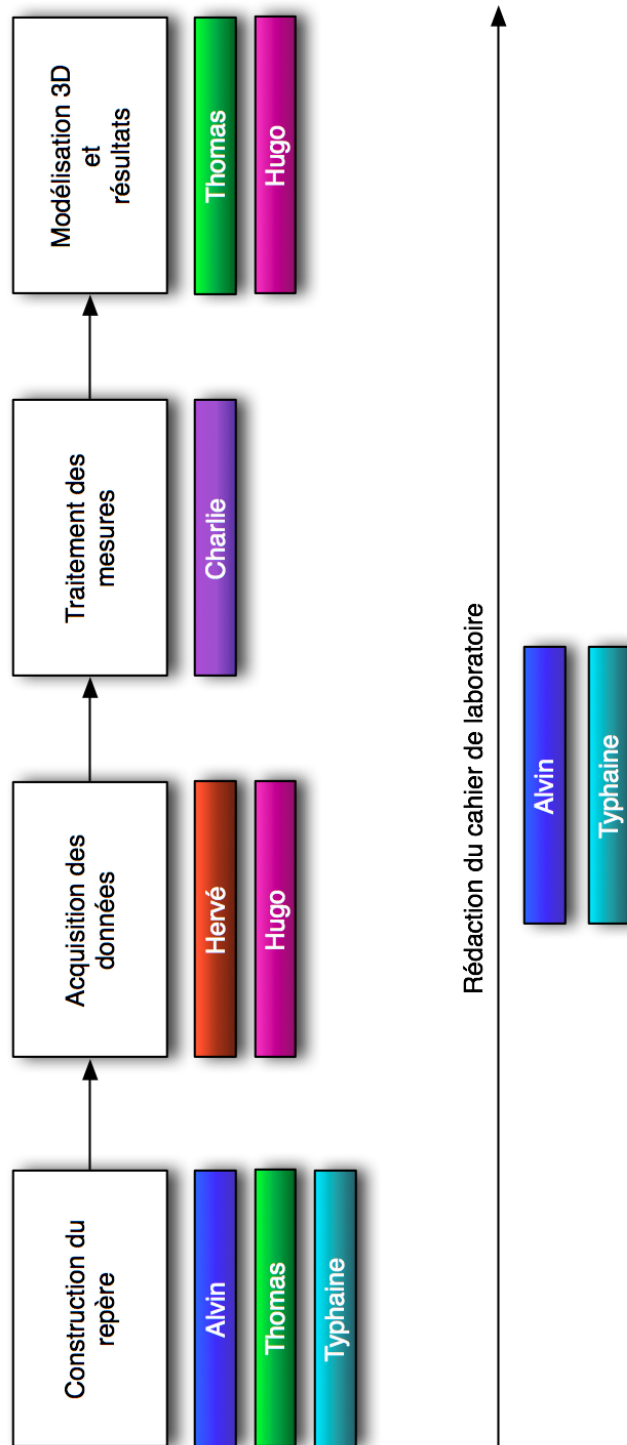 Construction du
repère
Alvin
Thomas
Typhaine
Acquisition des
données
Hervé
Hugo
Traitement des
mesures
Charlie
Modélisation 3D
et
résultats
Thomas
Hugo
Rédaction du cahier de laboratoire
Alvin
Typhaine